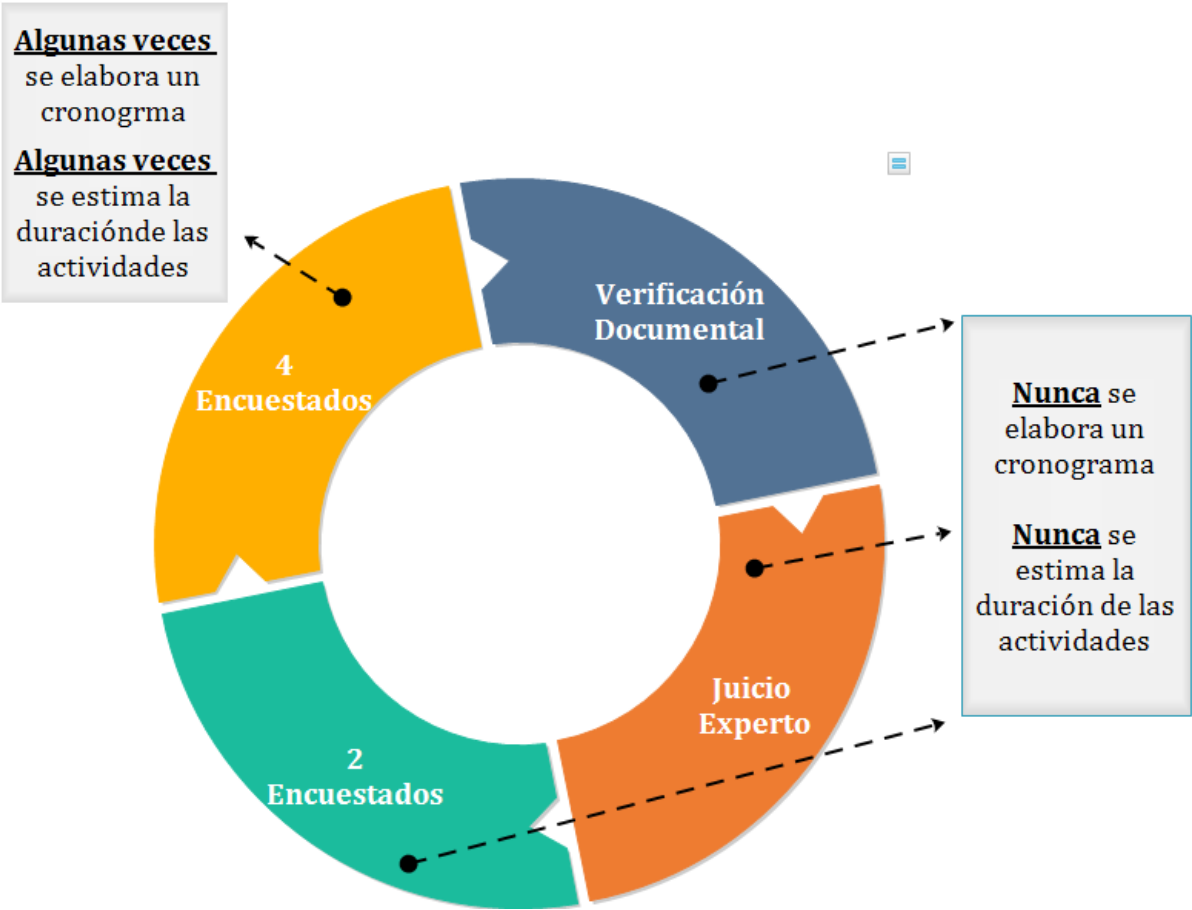 Algunas veces
se elabora un
cronogrma
Algunas veces
se estima la
duraciónde las
actividades
Verificación
Documental
4
Encuestados
Nunca se
elabora un
cronograma
Nunca se
estima la
duración de las
actividades
Juicio
Experto
2
Encuestados